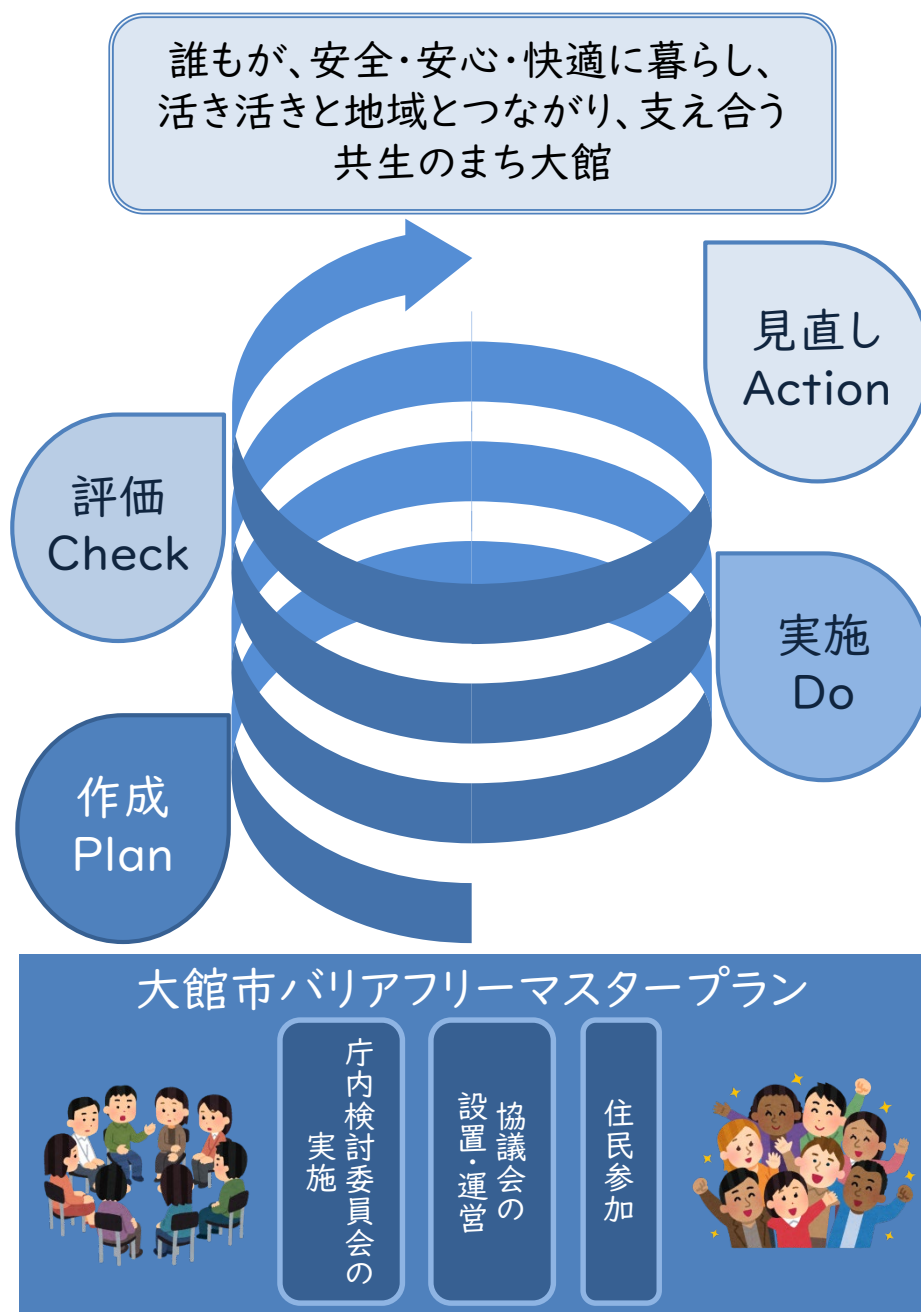 誰もが、安全・安心・快適に暮らし、
活き活きと地域とつながり、支え合う
共生のまち大館
見直し
Action
評価
Check
実施
Do
作成
Plan
大館市バリアフリーマスタープラン
庁内検討委員会の
実施
協議会の
設置・運営
住民参加